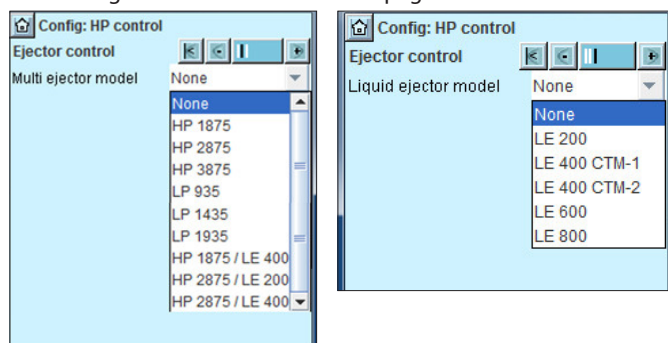 Config: HP control
Ejector control
Multi ejector model None
None
HP 1875
HP 2875
HP 3875
LP 935
LP 1435
LP 1935
HP 1875 / LE 400
HP 2875 / LE 200
HP 2875 / LE 400
Config: HP control
Ejector control
Liquid ejector model None
None
LE 200
LE 400 CTM-1
LE 400 CTM-2
LE 600
LE 800